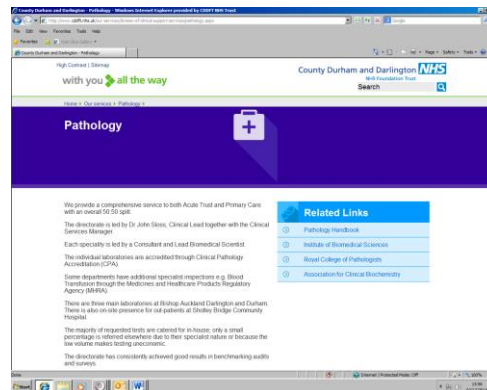 County Durham and Darlington - Pathology - Windows Internet Explorer provided by CDDFT NHS Trust
File Edit View Favorites Tools Help
Favorites
County Durham and Darlington - Pathology
Page Safety Tools
High Contrast | Sitemap
with you all the way
County Durham and Darlington NHS
NHS Foundation Trust
Search
Home > Our services > Pathology >
Pathology
We provide a comprehensive service to both Acute Trust and Primary Care
with an overall 50:50 split.
The directorate is led by Dr John Sloss, Clinical Lead together with the Clinical
Services Manager.
Each specialty is led by a Consultant and Lead Biomedical Scientist.
The individual laboratories are accredited through Clinical Pathology
Accreditation (CPA).
Some departments have additional specialist inspections e.g. Blood
Transfusion through the Medicines and Healthcare Products Regulatory
Agency (MHRA).
There are three main laboratories at Bishop Auckland Darlington and Durham.
There is also on-site presence for out-patients at Shotley Bridge Community
Hospital.
The majority of requested tests are catered for in-house; only a small
percentage is referred elsewhere due to their specialist nature or because the
low volume makes testing uneconomic.
The directorate has consistently achieved good results in benchmarking audits
and surveys.
Related Links
Pathology Handbook
Institute of Biomedical Sciences
Royal College of Pathologists
Association for Clinical Biochemistry
Done
Internet | Protected Mode: Off
100%
Start